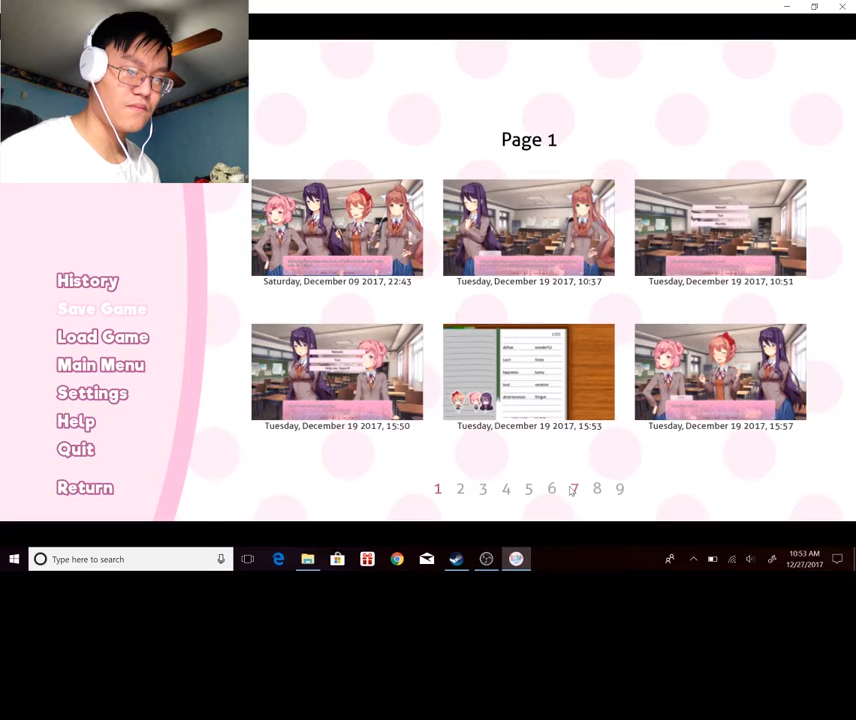 Page 1
Saturday, December 09 2017, 22:43
Tuesday, December 19 2017, 10:37
Tuesday, December 19 2017, 10:51
History
Save Game
Load Game
Main Menu
Settings
Help
Quit
Return
Tuesday, December 19 2017, 15:50
Tuesday, December 19 2017, 15:53
Tuesday, December 19 2017, 15:57
1 2 3 4 5 6 7 8 9
Type here to search
10:53 AM
12/27/2017